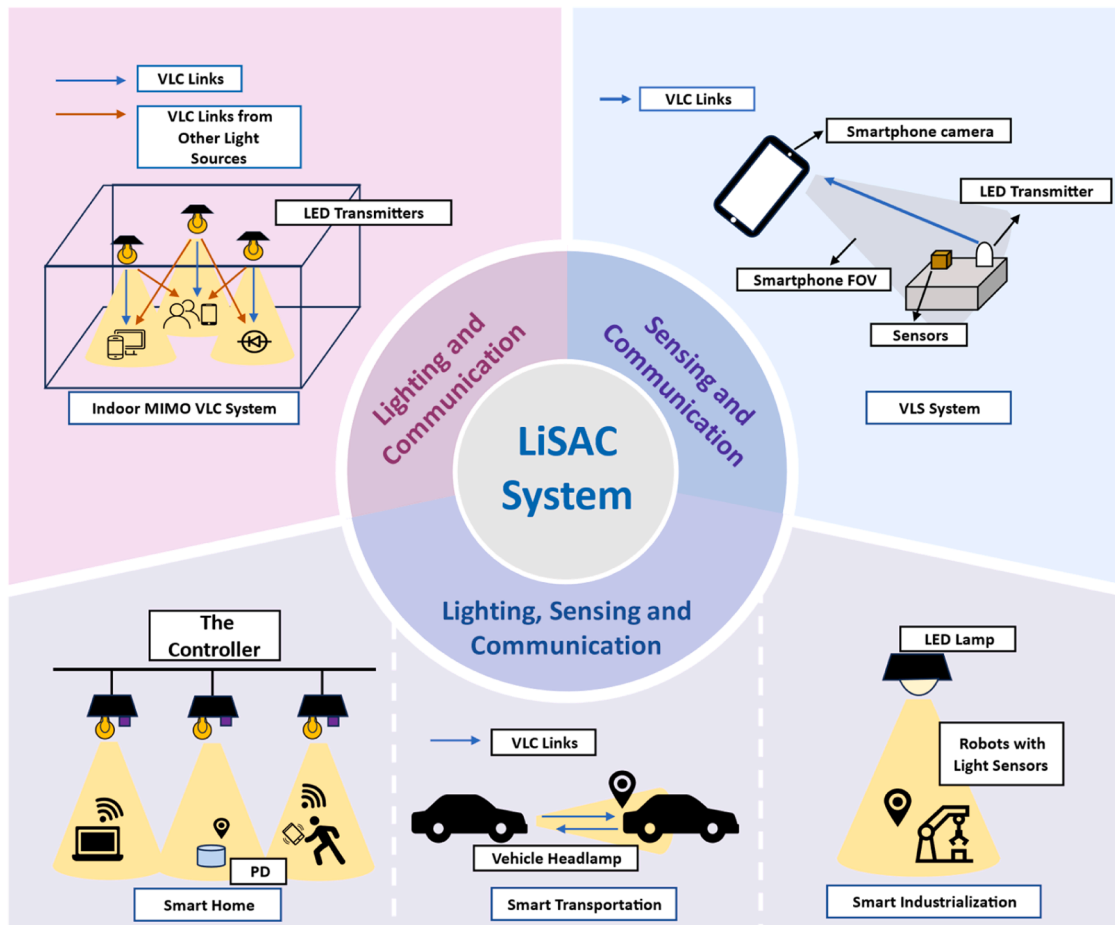 VLC Links
VLC Links from
Other Light
Sources
LED Transmitters
Indoor MIMO VLC System
VLC Links
Smartphone camera
LED Transmitter
Smartphone FOV
Sensors
VLS System
Lighting and
Communication
Sensing and
Communication
LiSAC
System
Lighting, Sensing and
Communication
The
Controller
PD
Smart Home
VLC Links
Vehicle Headlamp
Smart Transportation
LED Lamp
Robots with
Light Sensors
Smart Industrialization